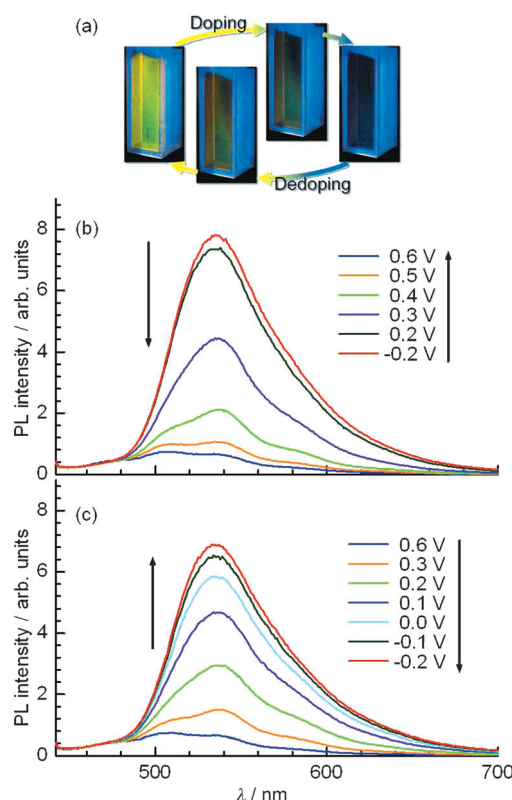 (a)
Doping
Dedoping
(b)
PL intensity / arb. units
8
6
4
2
0
0.6 V
0.5 V
0.4 V
0.3 V
0.2 V
-0.2 V
(c)
PL intensity / arb. units
8
6
4
2
0
0.6 V
0.3 V
0.2 V
0.1 V
0.0 V
-0.1 V
-0.2 V
500 600 700
λ / nm